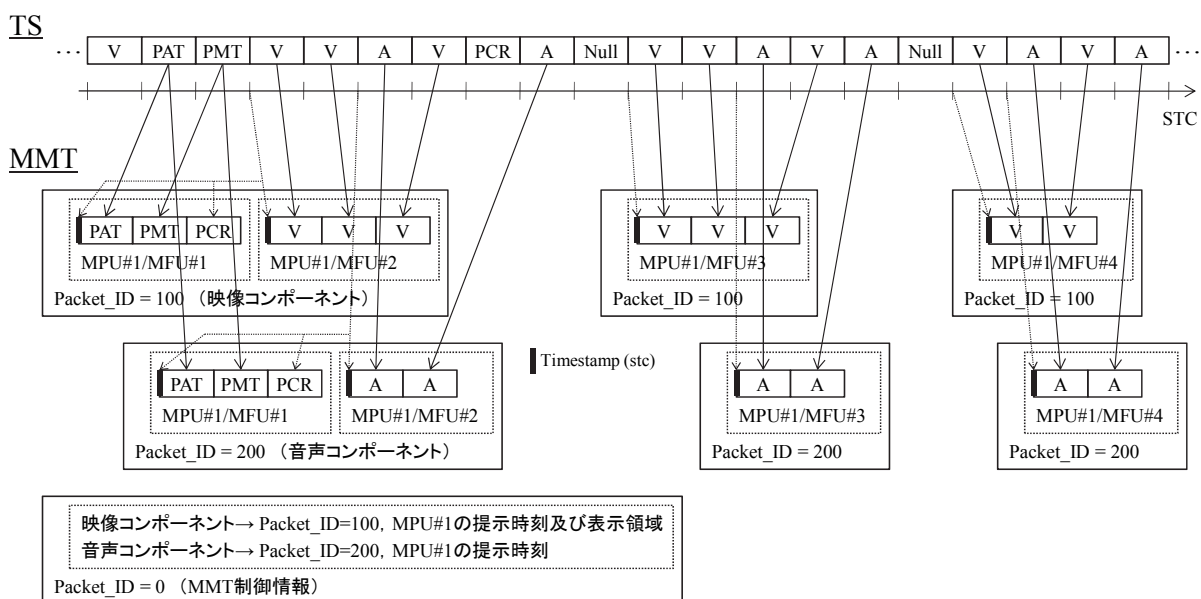 TS
… V PAT PMT V V A V PCR A Null V V A V A Null V A V A …
STC
MMT
PAT PMT PCR V V V
MPU#1/MFU#1 MPU#1/MFU#2
Packet_ID = 100 (映像コンポーネント)
V V V
MPU#1/MFU#3
Packet_ID = 100
V V
MPU#1/MFU#4
Packet_ID = 100
PAT PMT PCR A A
MPU#1/MFU#1 MPU#1/MFU#2
Packet_ID = 200 (音声コンポーネント)
Timestamp (stc)
A A
MPU#1/MFU#3
Packet_ID = 200
A A
MPU#1/MFU#4
Packet_ID = 200
映像コンポーネント→ Packet_ID=100, MPU#1の提示時刻及び表示領域
音声コンポーネント→ Packet_ID=200, MPU#1の提示時刻
Packet_ID = 0 (MMT制御情報)